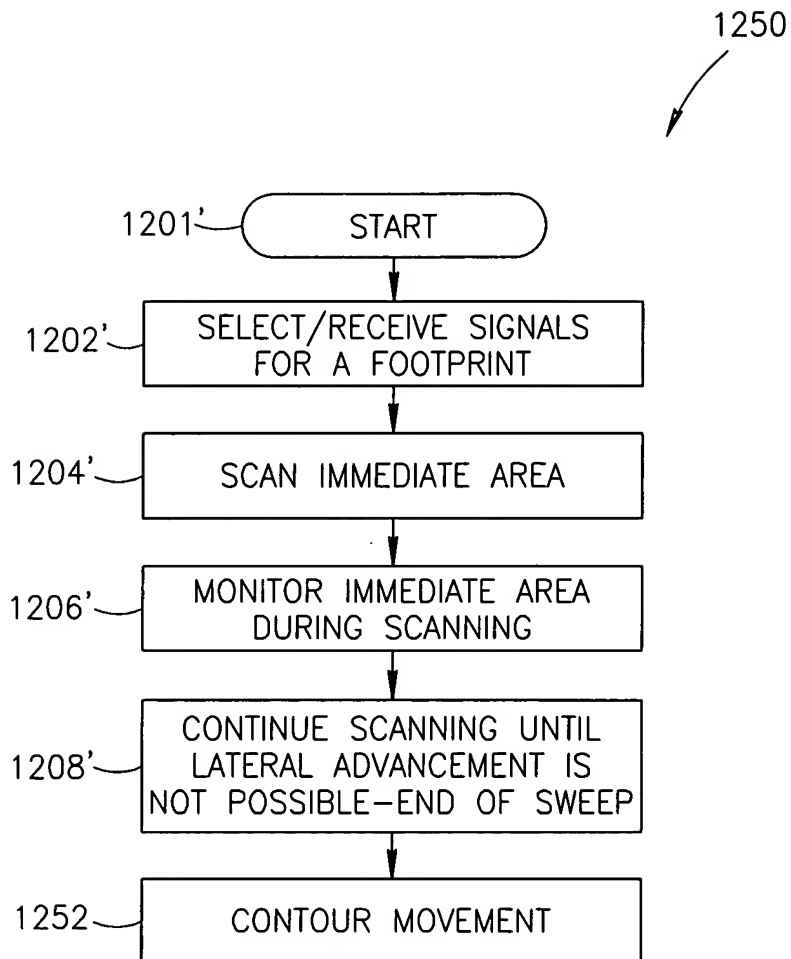 1250
1201' START
1202' SELECT/RECEIVE SIGNALS
FOR A FOOTPRINT
1204' SCAN IMMEDIATE AREA
1206' MONITOR IMMEDIATE AREA
DURING SCANNING
1208' CONTINUE SCANNING UNTIL
LATERAL ADVANCEMENT IS
NOT POSSIBLE-END OF SWEEP
1252 CONTOUR MOVEMENT